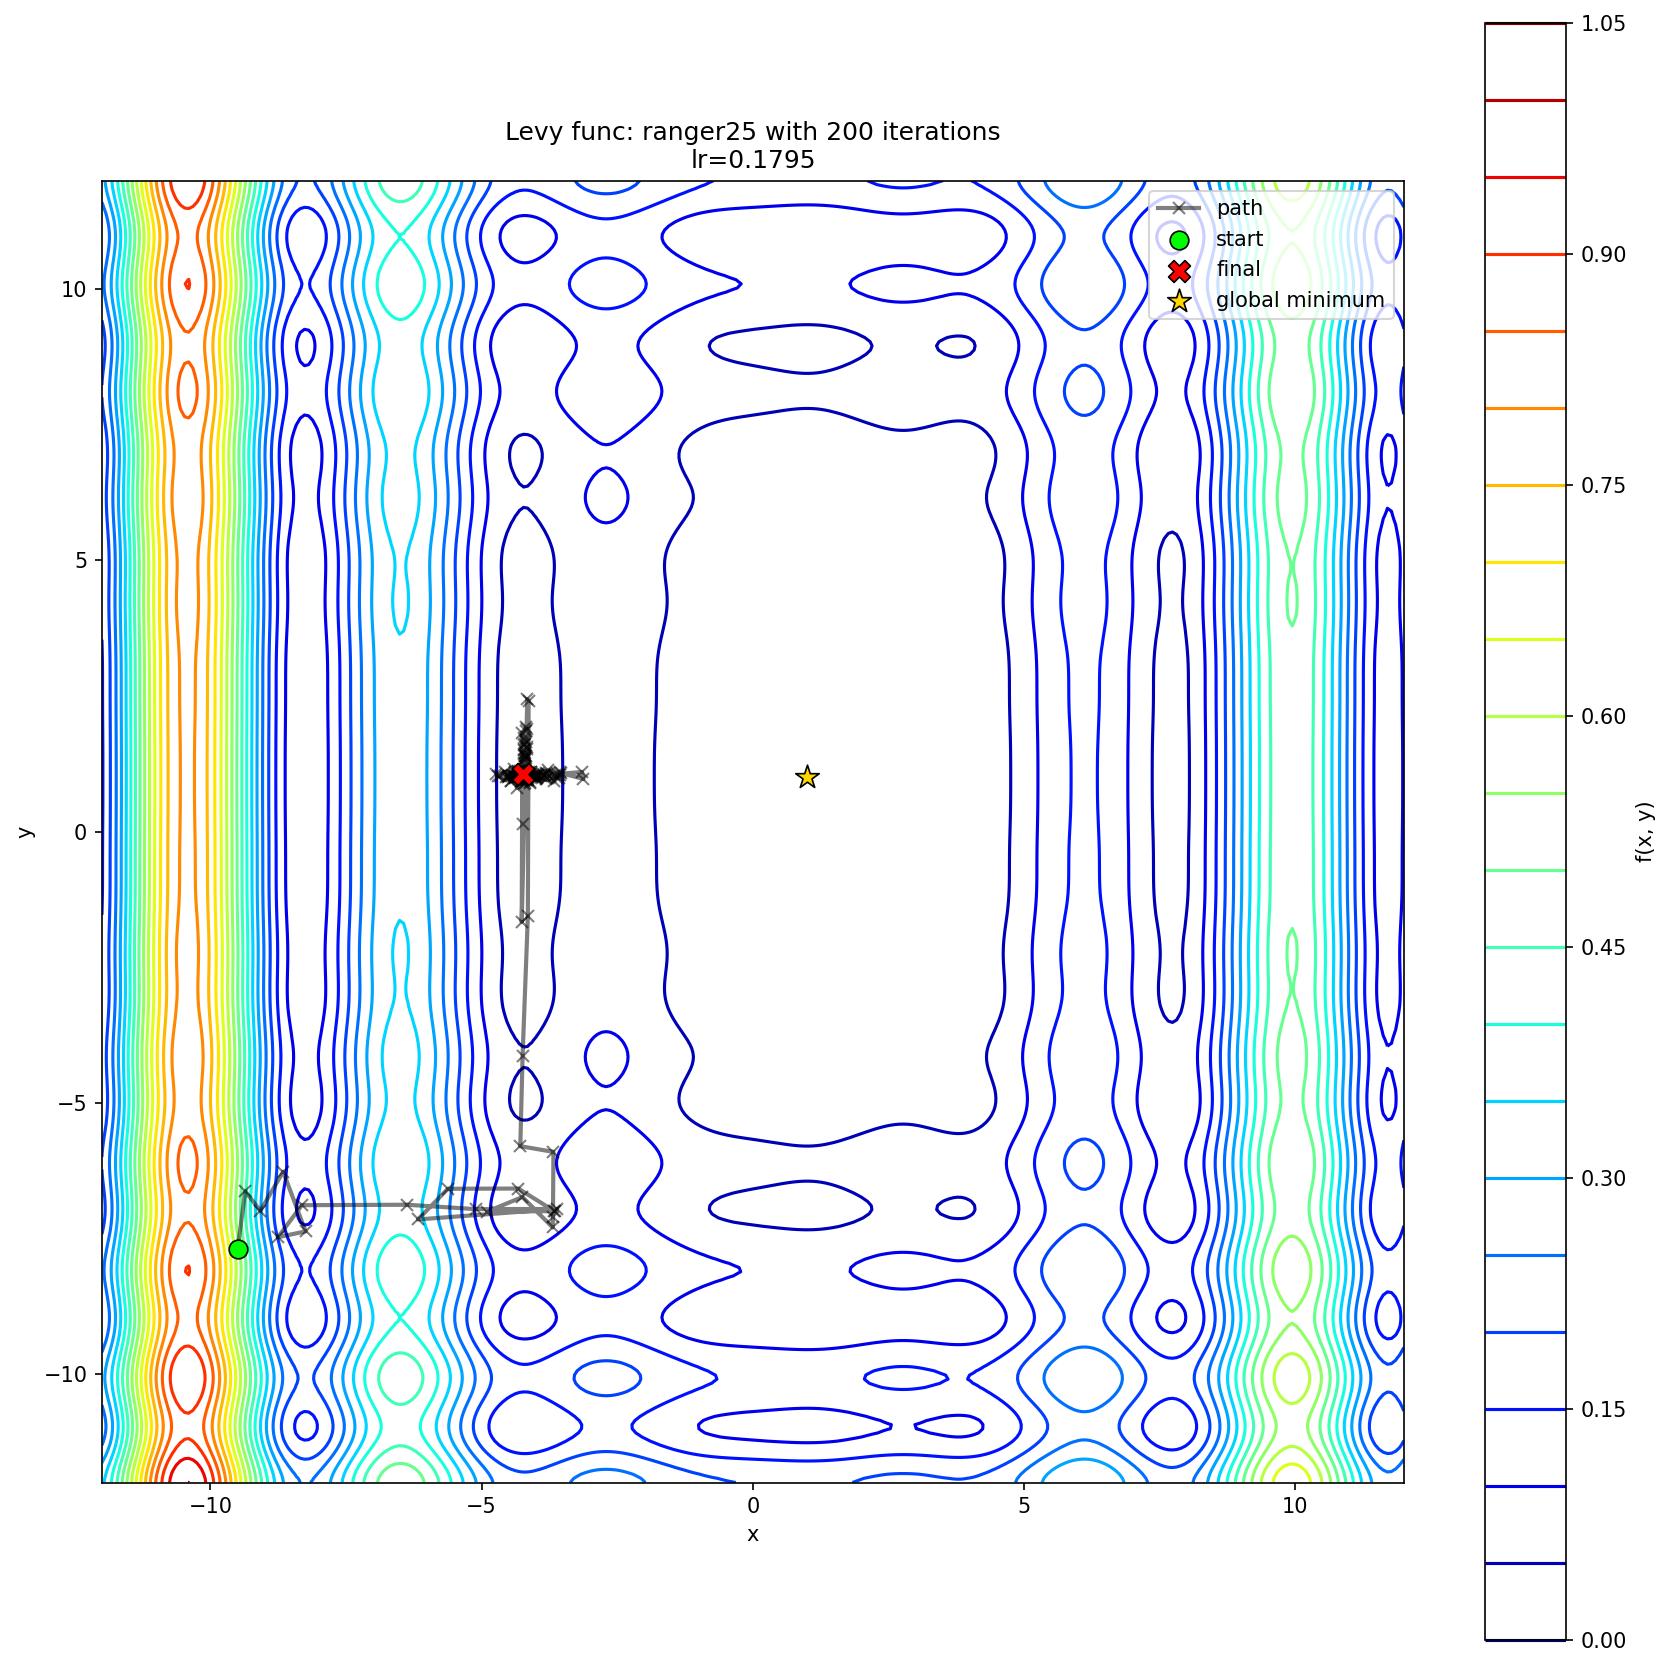 Levy func: ranger25 with 200 iterations
lr=0.1795
path
start
final
global minimum
10
5
0
−5
−10
y
−10
−5
0
5
10
x
1.05
0.90
0.75
0.60
0.45
0.30
0.15
0.00
f(x, y)